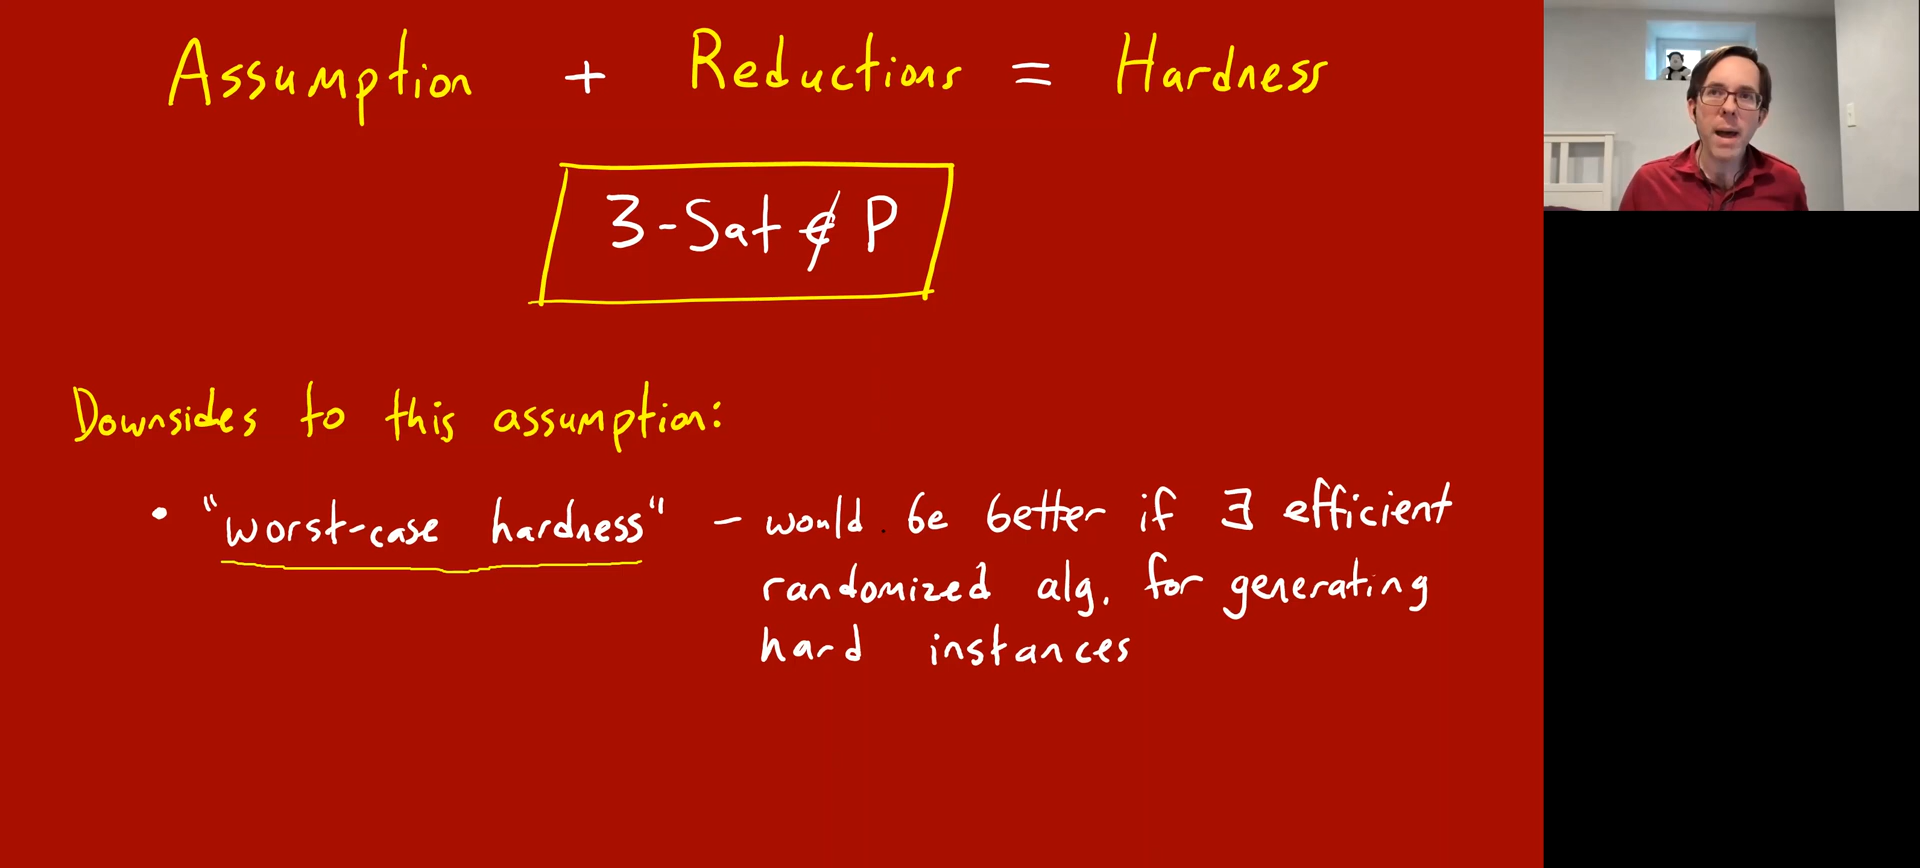 Assumption + Reductions = Hardness
3-Sat ∉ P
Downsides to this assumption:
• "worst-case hardness" – would be better if ∃ efficient
randomized alg. for generating
hard instances